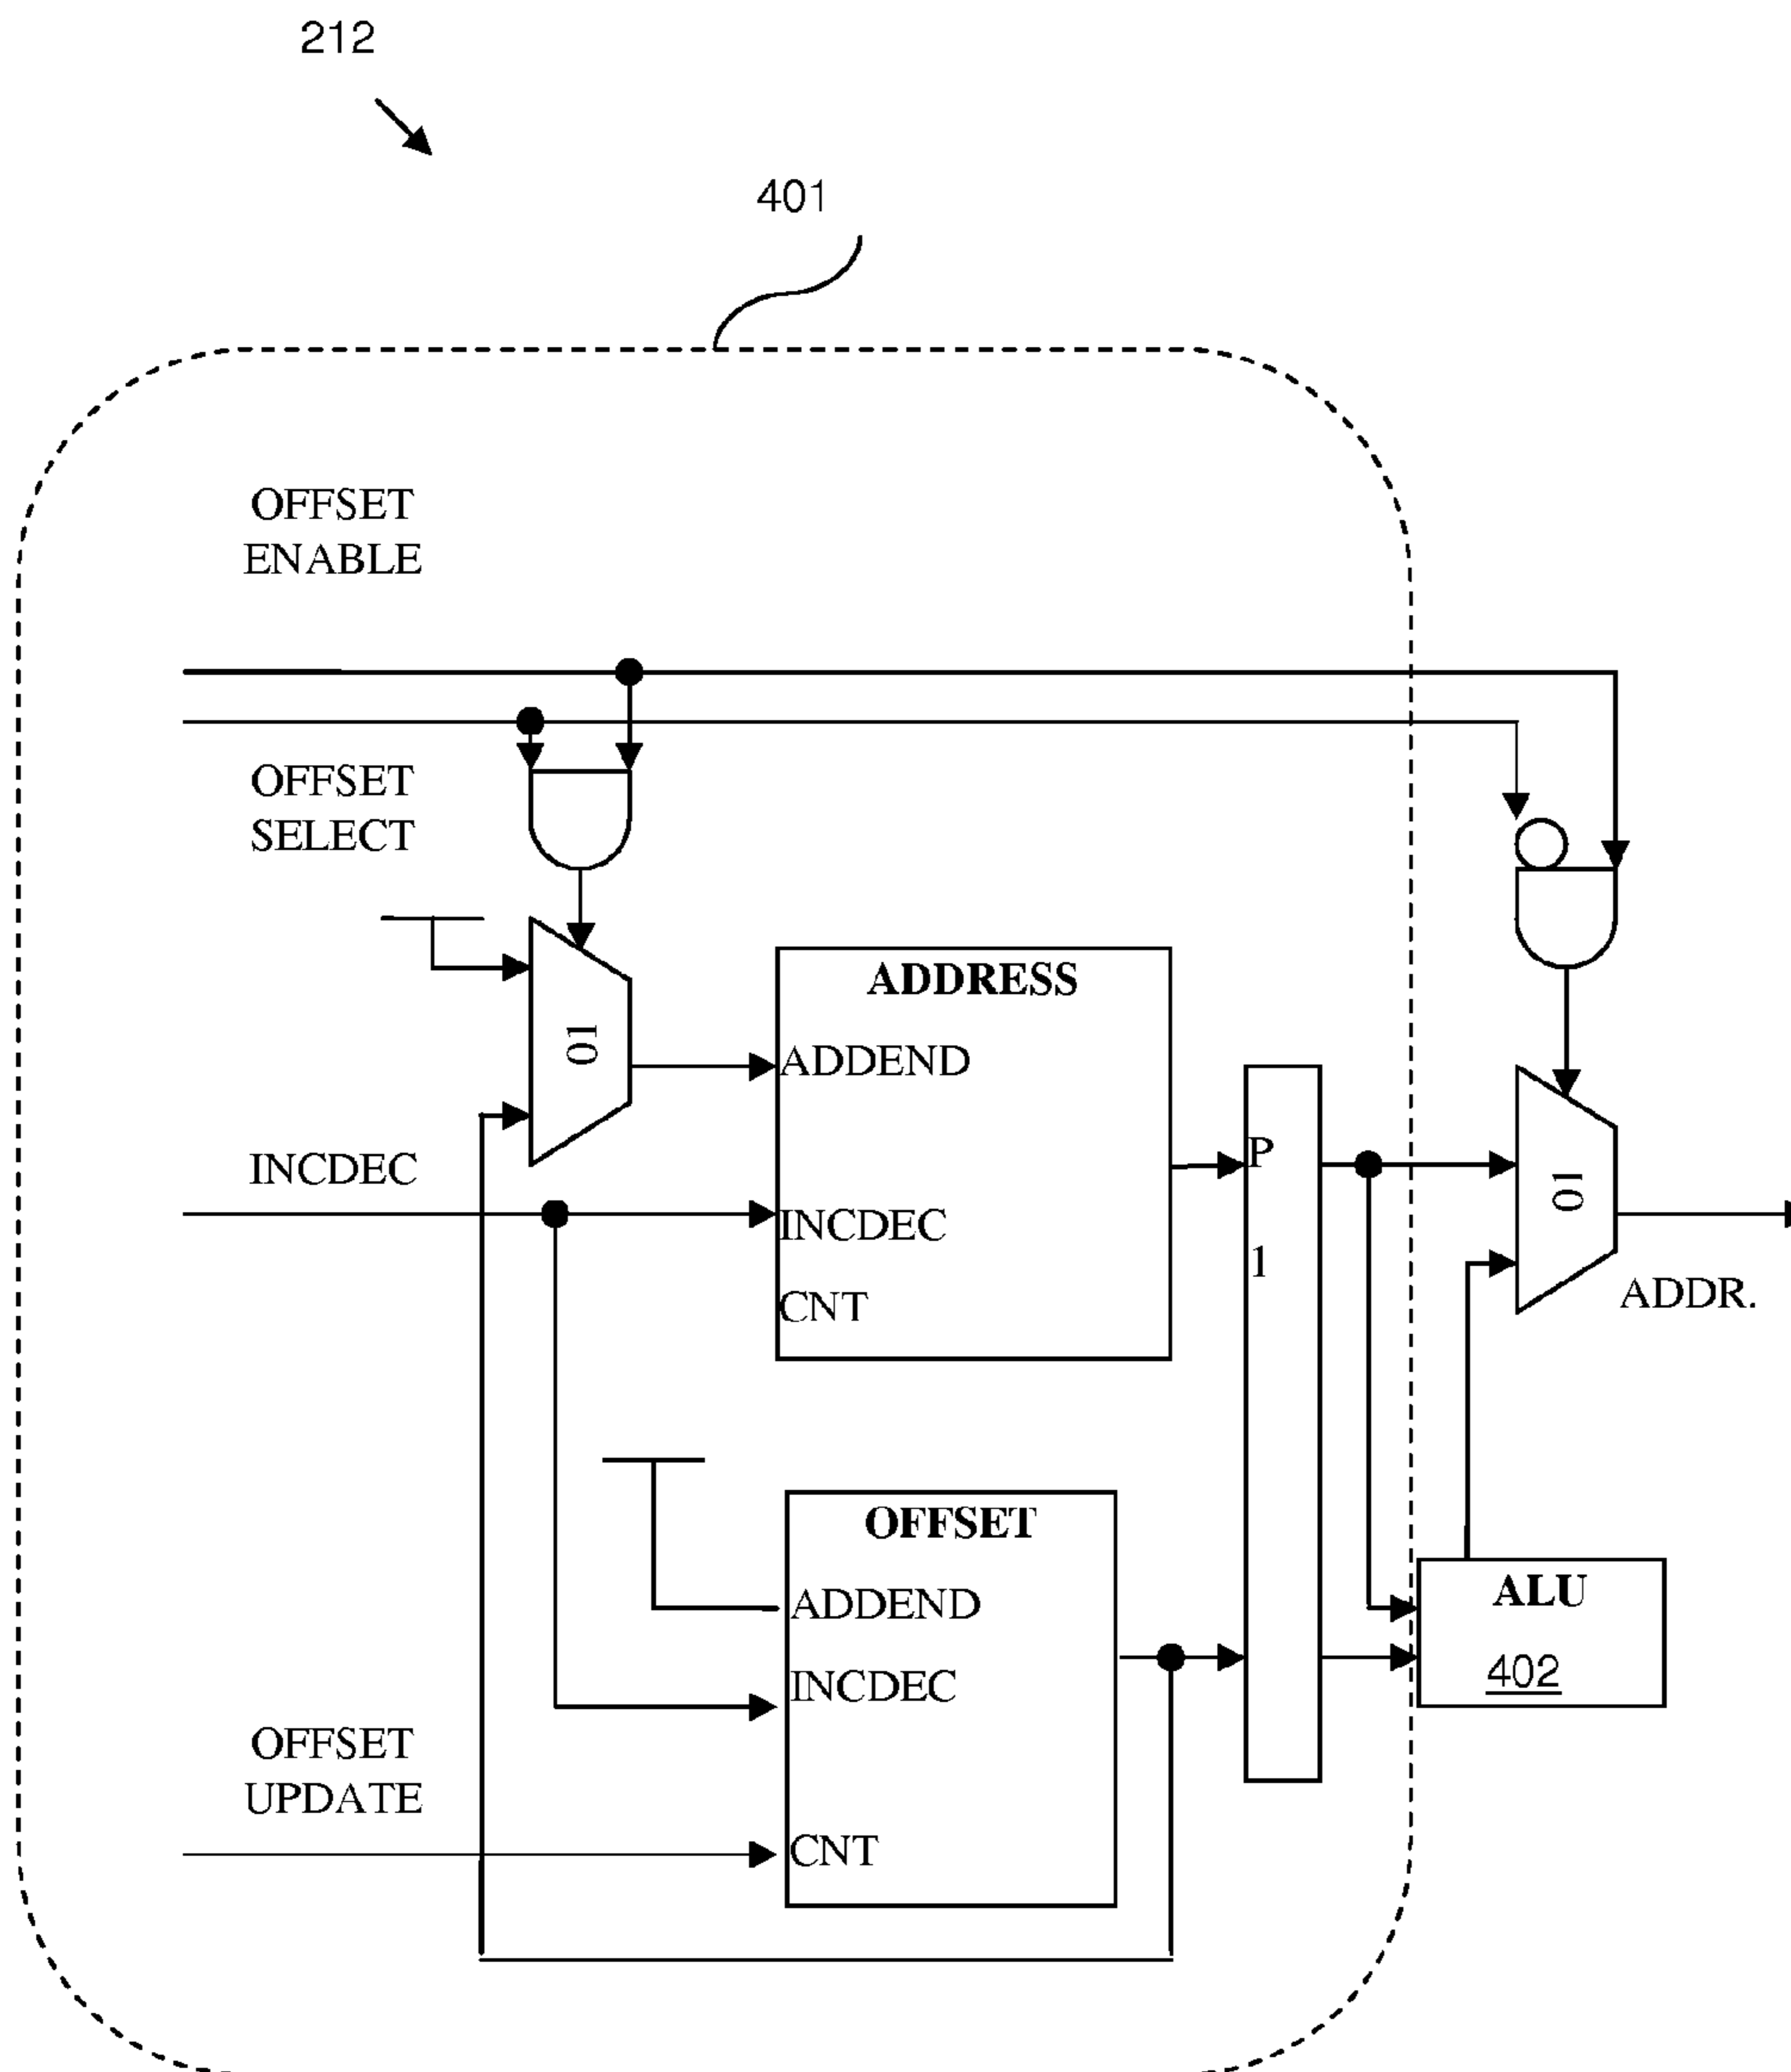 212
401
OFFSET
ENABLE
OFFSET
SELECT
01
ADDRESS
ADDEND
INCDEC
CNT
INCDEC
P
1
01
ADDR.
OFFSET
ADDEND
INCDEC
CNT
OFFSET
UPDATE
ALU
402